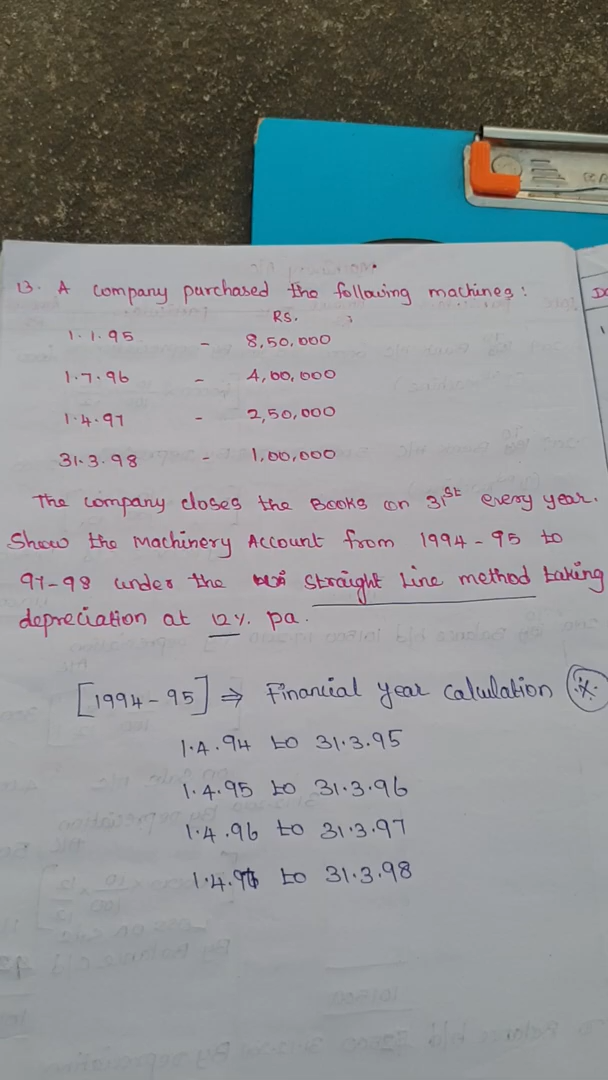 13. A company purchased the following machines:
RS.
1.1.95 - 8,50,000
1.7.96 - 4,00,000
1.4.97 - 2,50,000
31.3.98 - 1,00,000
The company closes the Books on 31st every year.
Show the Machinery Account from 1994-95 to
97-98 under the Straight Line method taking
depreciation at 12%. pa.
[1994-95] ⇒ Financial year calculation
1.4.94 to 31.3.95
1.4.95 to 31.3.96
1.4.96 to 31.3.97
1.4.97 to 31.3.98